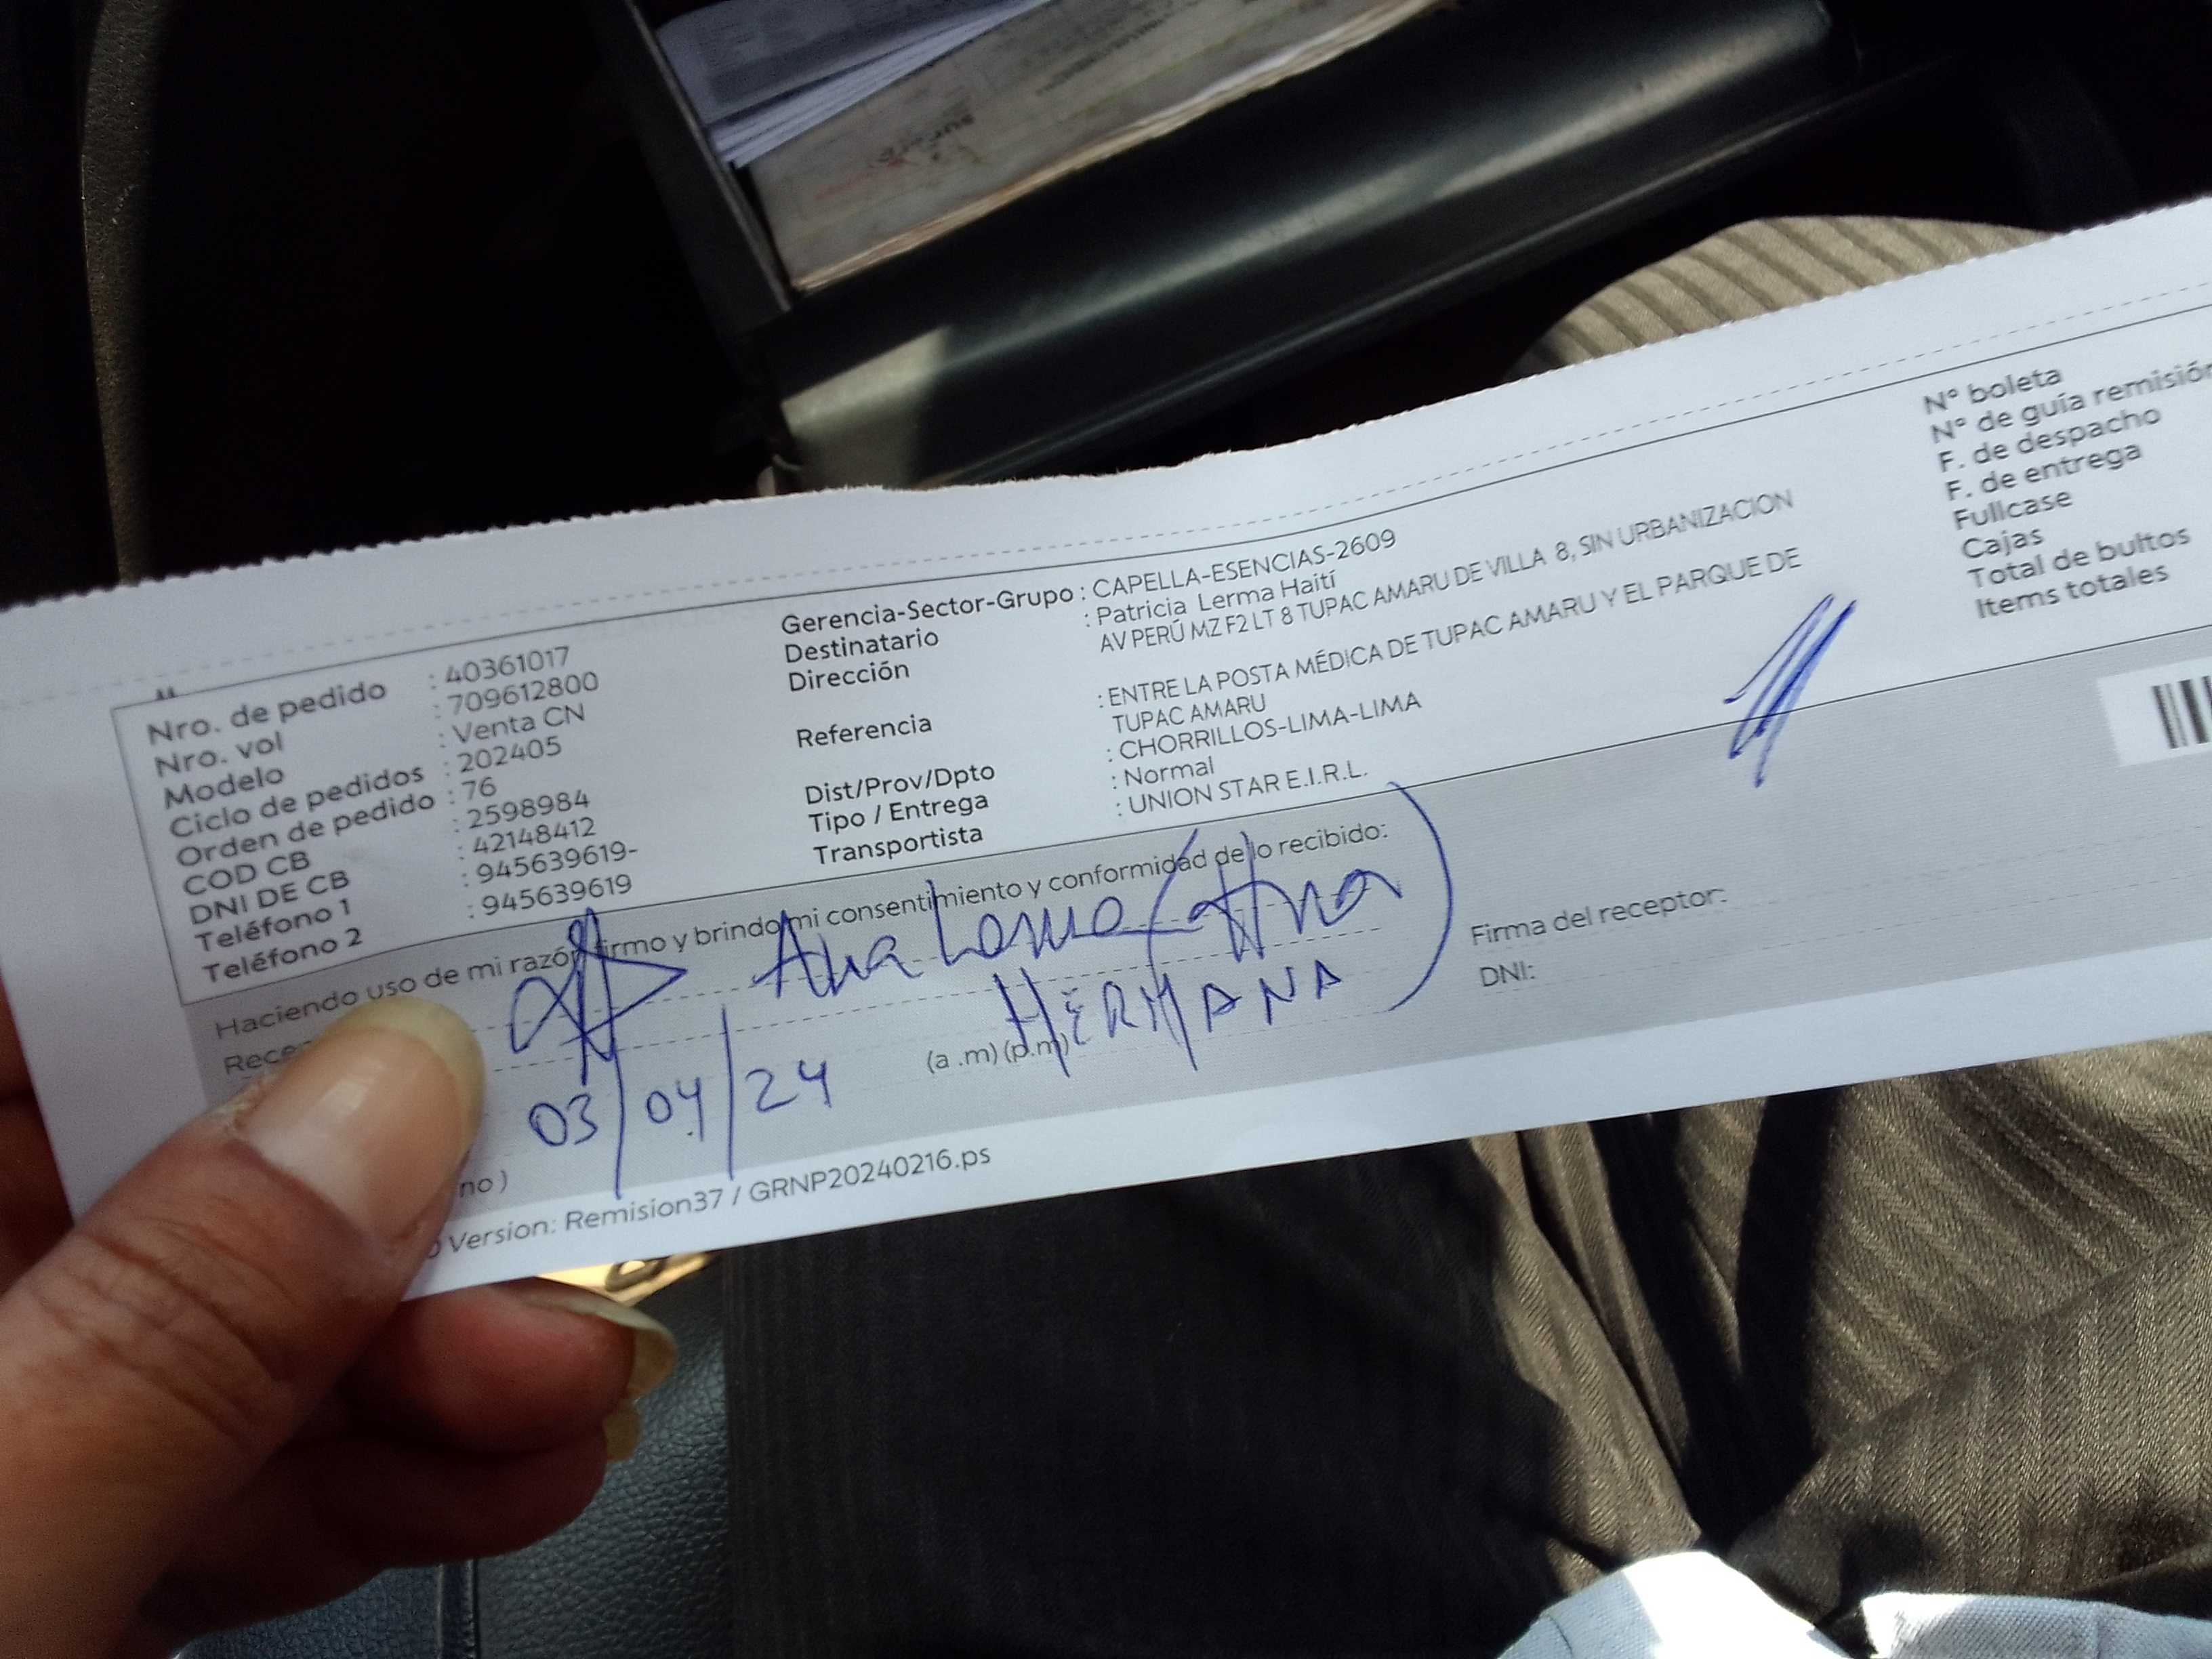 Nro. de pedido : 40361017
Nro. vol : 709612800
Modelo : Venta CN
Ciclo de pedidos : 202405
Orden de pedido : 76
COD CB : 2598984
DNI DE CB : 42148412
Teléfono 1 : 945639619-
Teléfono 2 : 945639619
Gerencia-Sector-Grupo : CAPELLA-ESENCIAS-2609
Destinatario : Patricia Lerma Haití
Dirección AV PERÚ MZ F2 LT 8 TUPAC AMARU DE VILLA 8, SIN URBANIZACION
Referencia : ENTRE LA POSTA MÉDICA DE TUPAC AMARU Y EL PARQUE DE
TUPAC AMARU
Dist/Prov/Dpto : CHORRILLOS-LIMA-LIMA
Tipo / Entrega : Normal
Transportista : UNION STAR E.I.R.L.
Nº boleta
Nº de guía remisión
F. de despacho
F. de entrega
Fullcase
Cajas
Total de bultos
Items totales
Haciendo uso de mi razón firmo y brindo mi consentimiento y conformidad de lo recibido:
Ana
HERMANA
03/04/24
(a .m) (p.m)
Firma del receptor:
DNI:
no )
Version: Remision37 / GRNP20240216.ps